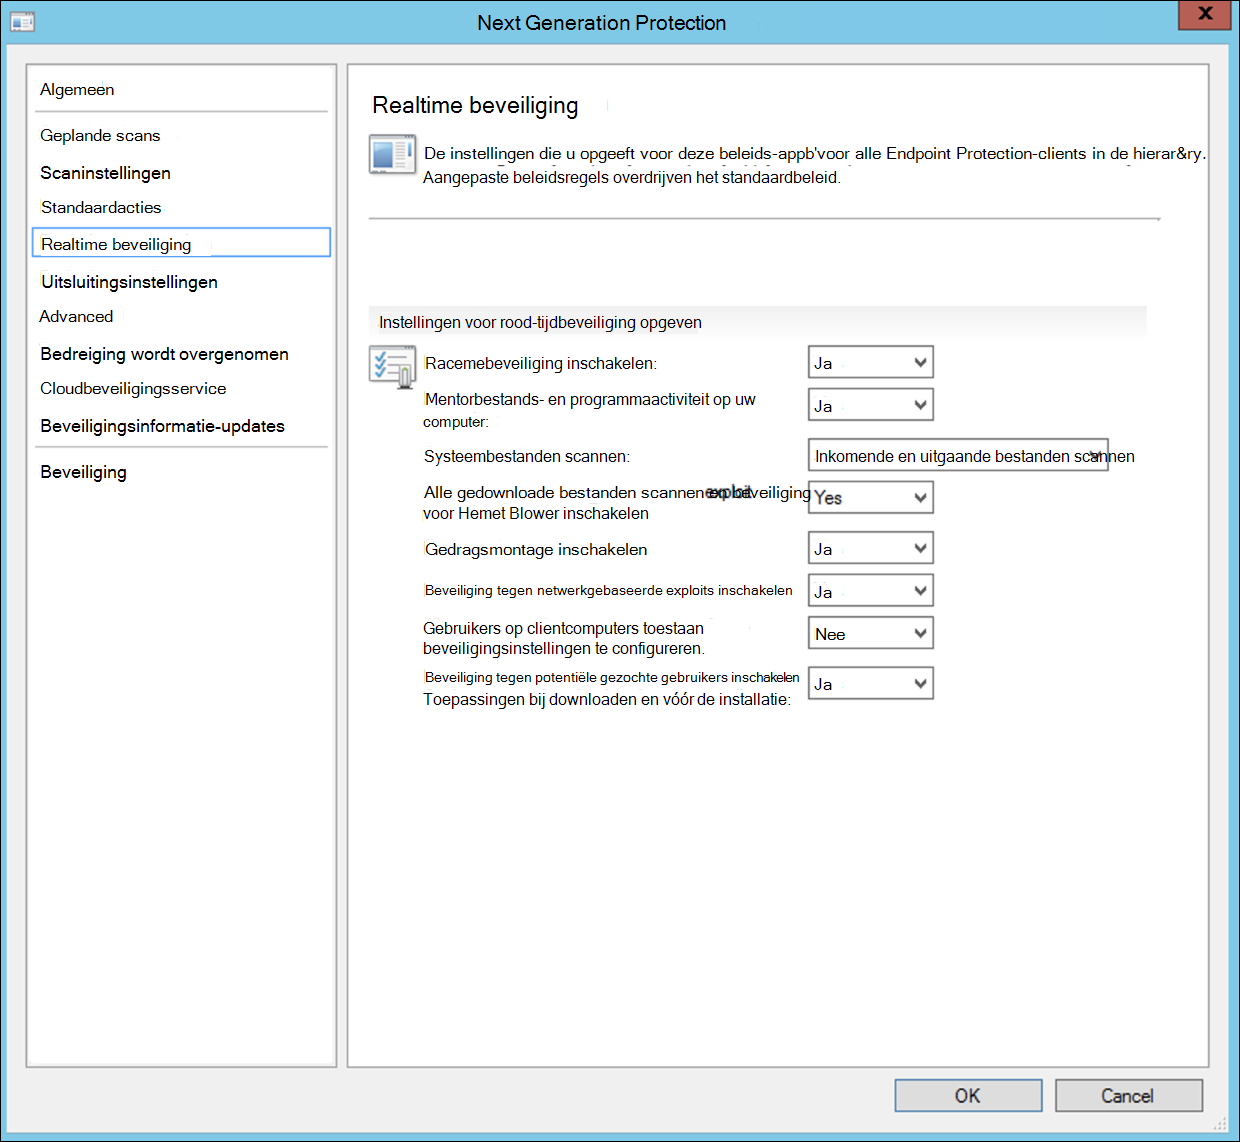 Next Generation Protection
x
Algemeen
Geplande scans
Scaninstellingen
Standaardacties
Realtime beveiliging
Uitsluitingsinstellingen
Advanced
Bedreiging wordt overgenomen
Cloudbeveiligingsservice
Beveiligingsinformatie-updates
Beveiliging
Realtime beveiliging
De instellingen die u opgeeft voor deze beleids-appb'voor alle Endpoint Protection-clients in de hierar&ry.
Aangepaste beleidsregels overdrijven het standaardbeleid.
Instellingen voor rood-tijdbeveiliging opgeven
Racemebeveiliging inschakelen:
Ja
Mentorbestands- en programmaactiviteit op uw
computer:
Ja
Systeembestanden scannen:
Inkomende en uitgaande bestanden scannen
Alle gedownloade bestanden scannen exploit beveiliging
voor Hemet Blower inschakelen
Yes
Gedragsmontage inschakelen
Ja
Beveiliging tegen netwerkgebaseerde exploits inschakelen
Ja
Gebruikers op clientcomputers toestaan
beveiligingsinstellingen te configureren.
Nee
Beveiliging tegen potentiële gezochte gebruikers inschakelen
Toepassingen bij downloaden en vóór de installatie:
Ja
OK
Cancel